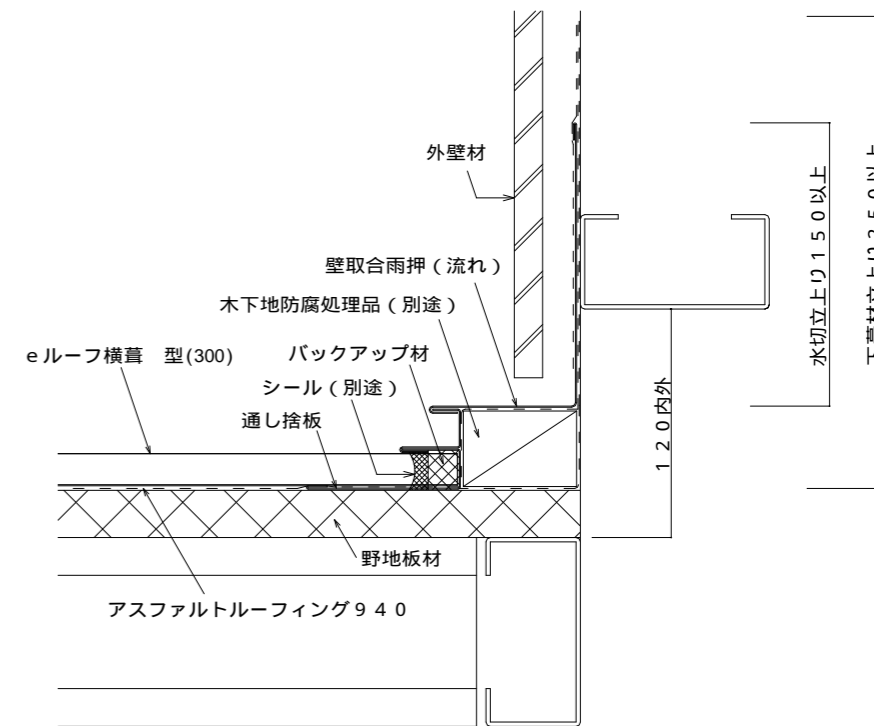 外壁材
壁取合雨押(流れ)
木下地防腐処理品(別途)
eルーフ横葺　型(300)
バックアップ材
シール(別途)
通し捨板
野地板材
アスファルトルーフィング940
120内外
水切立上り150以上